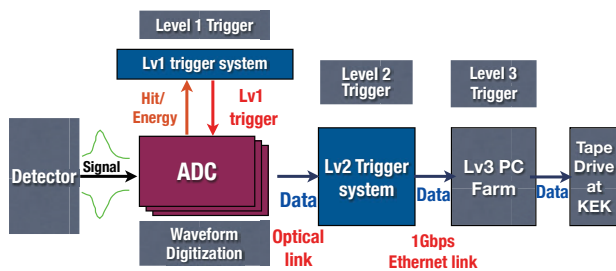 Level 1 Trigger
Lv1 trigger system
Hit/
Energy
Lv1
trigger
Level 2
Trigger
Level 3
Trigger
Detector
Signal
ADC
Data
Lv2 Trigger
system
Data
Lv3 PC
Farm
Data
Tape
Drive
at
KEK
Waveform
Digitization
Optical
link
1Gbps
Ethernet link